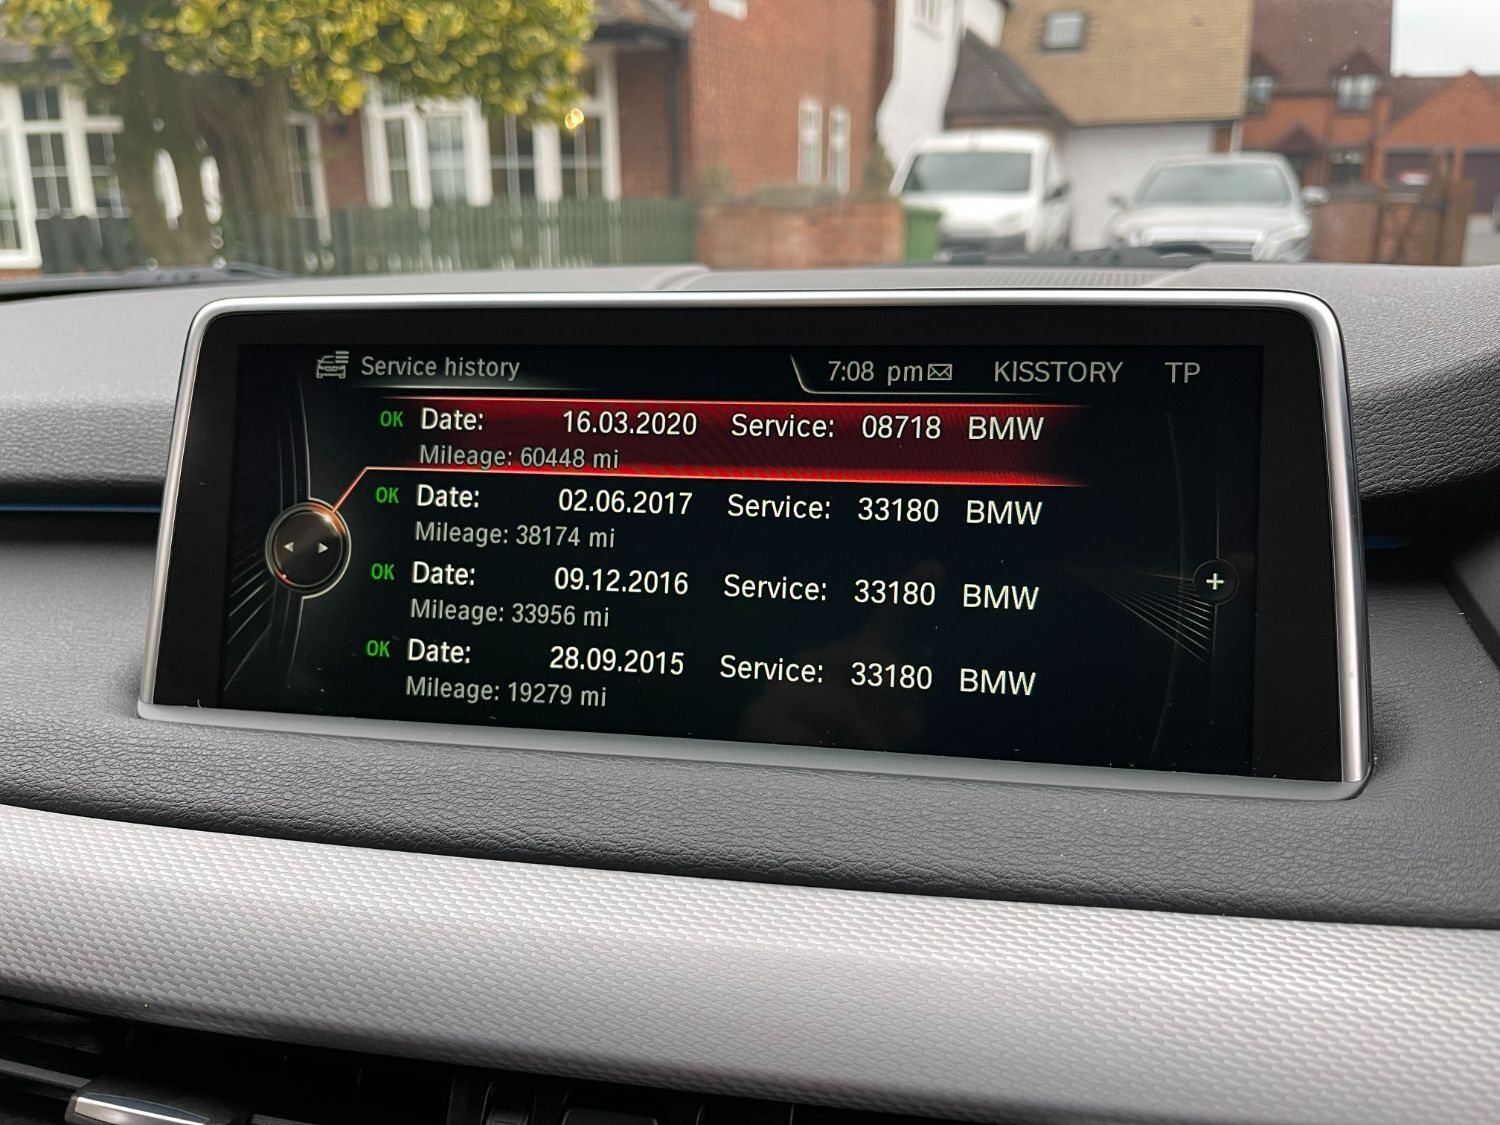 Service history 7:08 pm KISSTORY TP
OK Date: 16.03.2020 Service: 08718 BMW
Mileage: 60448 mi
OK Date: 02.06.2017 Service: 33180 BMW
Mileage: 38174 mi
OK Date: 09.12.2016 Service: 33180 BMW
Mileage: 33956 mi
OK Date: 28.09.2015 Service: 33180 BMW
Mileage: 19279 mi